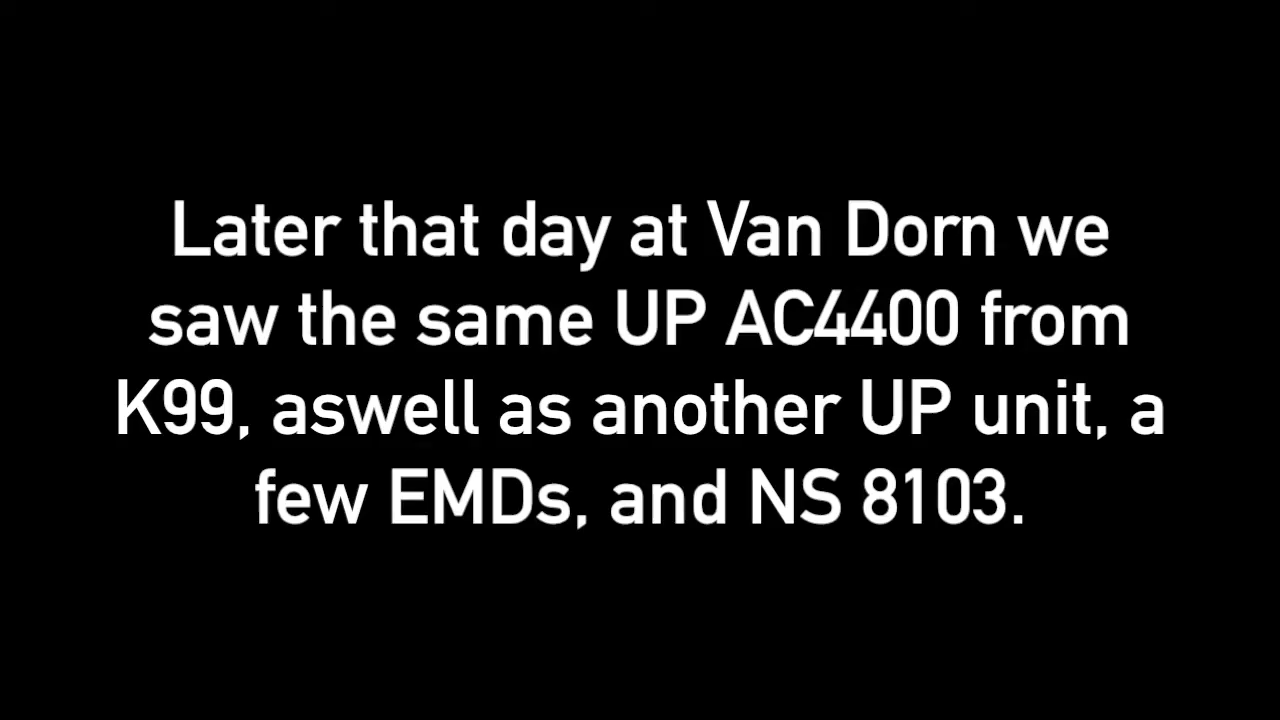 Later that day at Van Dorn we
saw the same UP AC4400 from
K99, aswell as another UP unit, a
few EMDs, and NS 8103.